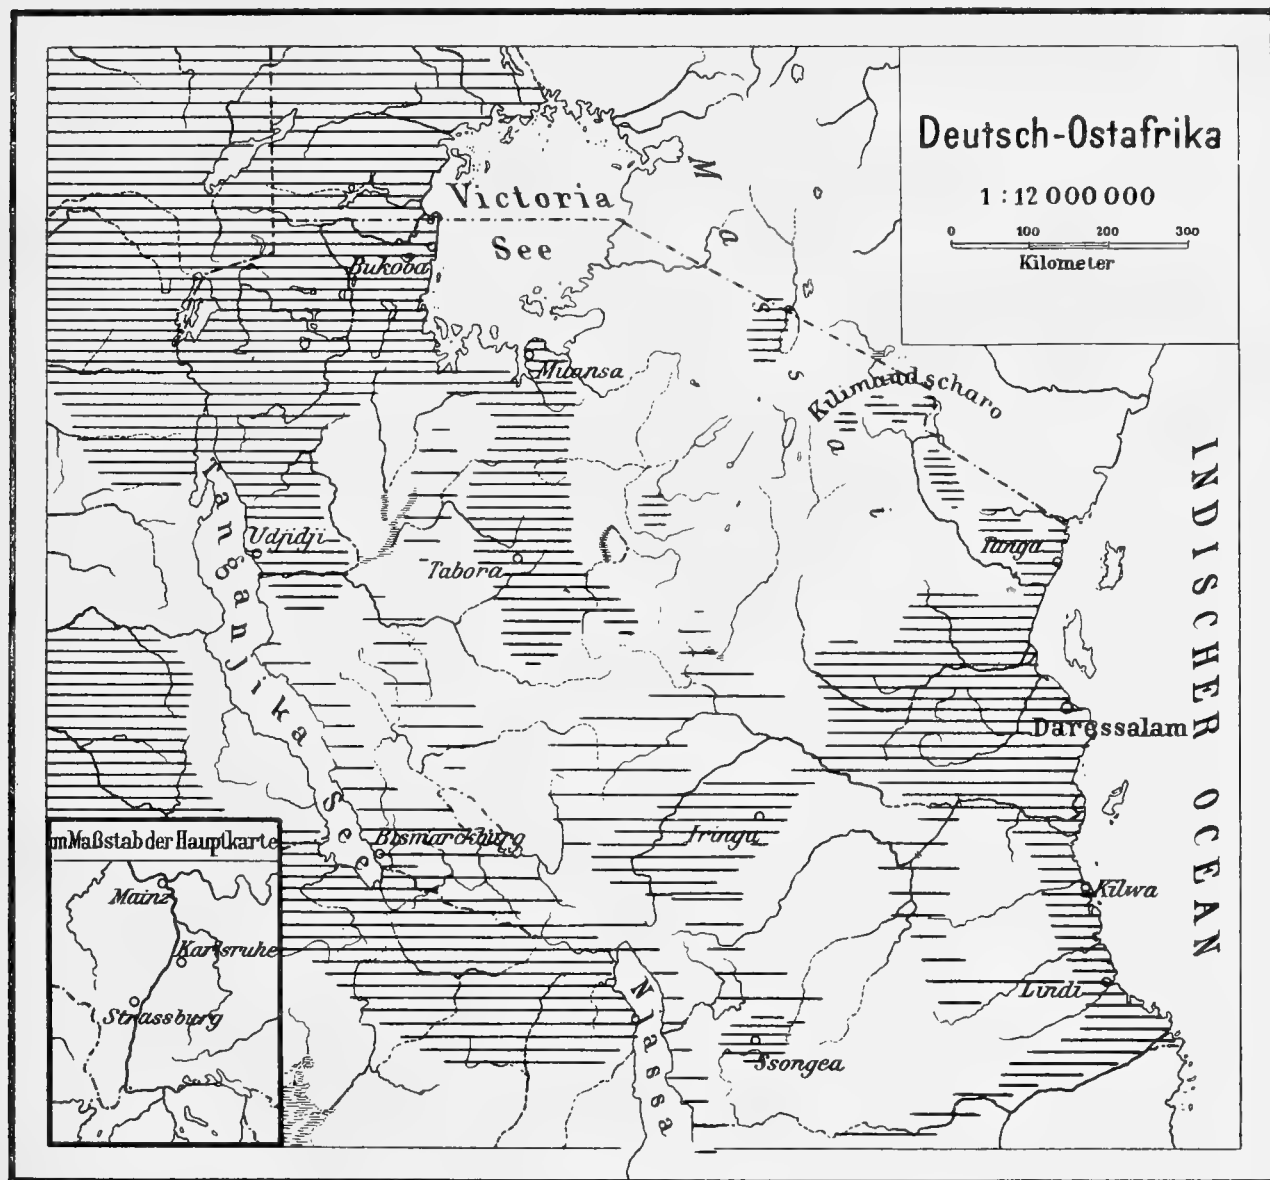 Deutsch-Ostafrika
1 : 12 000 000
0 100 200 300
Kilometer
Victoria
See
Massai
Bukoba
Muansa
Kilimandscharo
Tanganjika See
Udjidji
Tabora
Tanga
INDISCHER OCEAN
Daressalam
Bismarckburg
Iringa
Kilwa
Lindi
Ssongea
Njassa
im Maßstab der Hauptkarte
Mainz
Karlsruhe
Strassburg